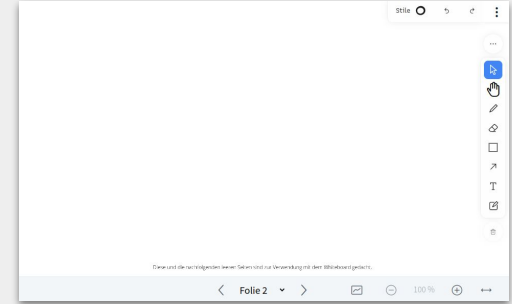 Stile
T
Diese und die nachfolgenden leeren Seiten sind zur Verwendung mit dem Whiteboard gedacht.
Folie 2
100 %